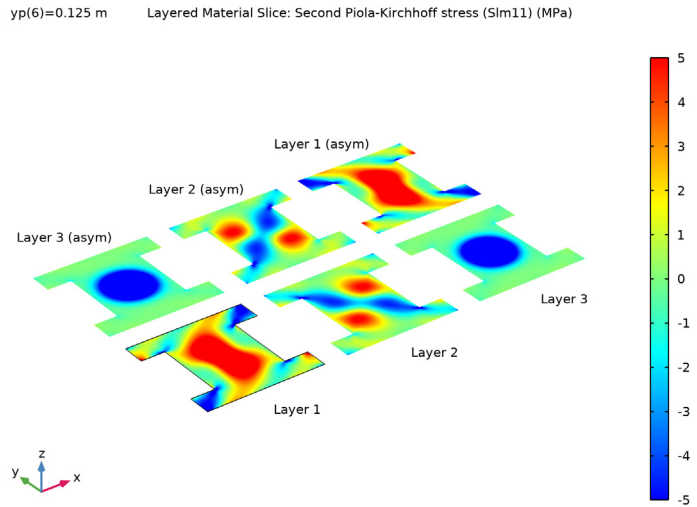 yp(6)=0.125 m
Layered Material Slice: Second Piola-Kirchhoff stress (Slm11) (MPa)
Layer 1 (asym)
Layer 2 (asym)
Layer 3 (asym)
Layer 3
Layer 2
Layer 1
5
4
3
2
1
0
-1
-2
-3
-4
-5
z
y
x